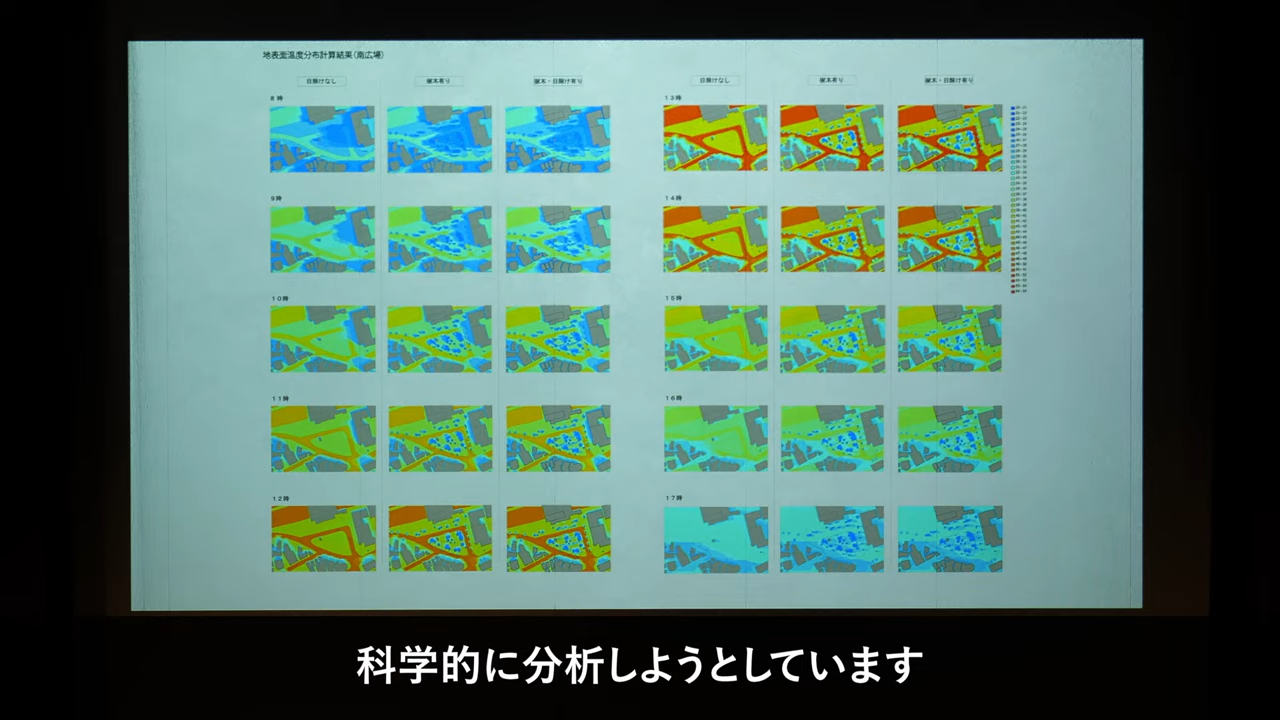 地表面温度分布計算結果（南広場）
日除けなし
樹木有り
樹木・日除け有り
日除けなし
樹木有り
樹木・日除け有り
8時
9時
10時
11時
12時
13時
14時
15時
16時
17時
科学的に分析しようとしています